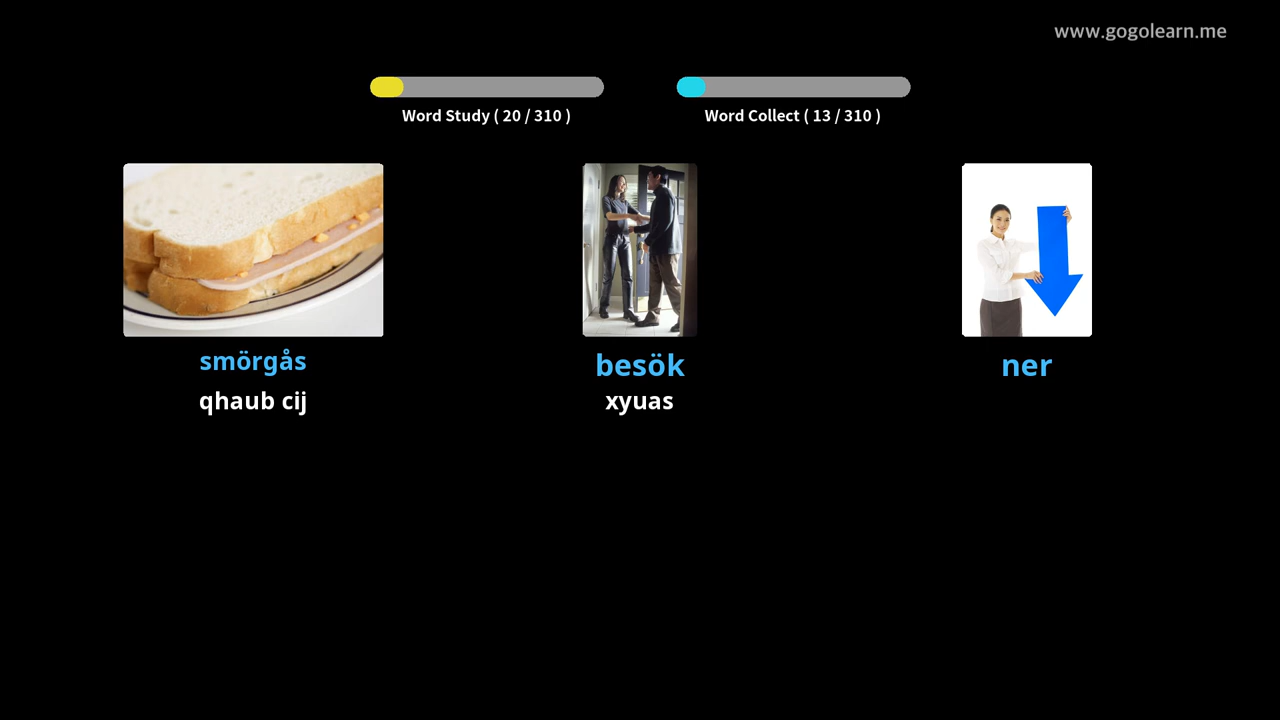 www.gogolearn.me
Word Study ( 20 / 310 )
Word Collect ( 13 / 310 )
smörgås
qhaub cij
besök
xyuas
ner